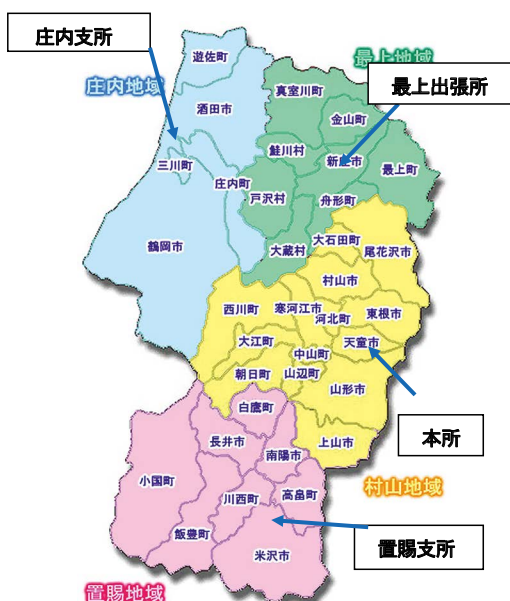 庄内支所
遊佐町
最上地域
庄内地域
真室川町
最上出張所
酒田市
金山町
鮭川村
新庄市
三川町
最上町
庄内町
戸沢村
舟形町
大石田町
鶴岡市
大蔵村
尾花沢市
村山市
西川町
寒河江市
東根市
河北町
大江町
天童市
中山町
朝日町
山辺町
山形市
白鷹町
本所
長井市
上山市
南陽市
小国町
村山地域
川西町
高畠町
飯豊町
置賜支所
米沢市
置賜地域